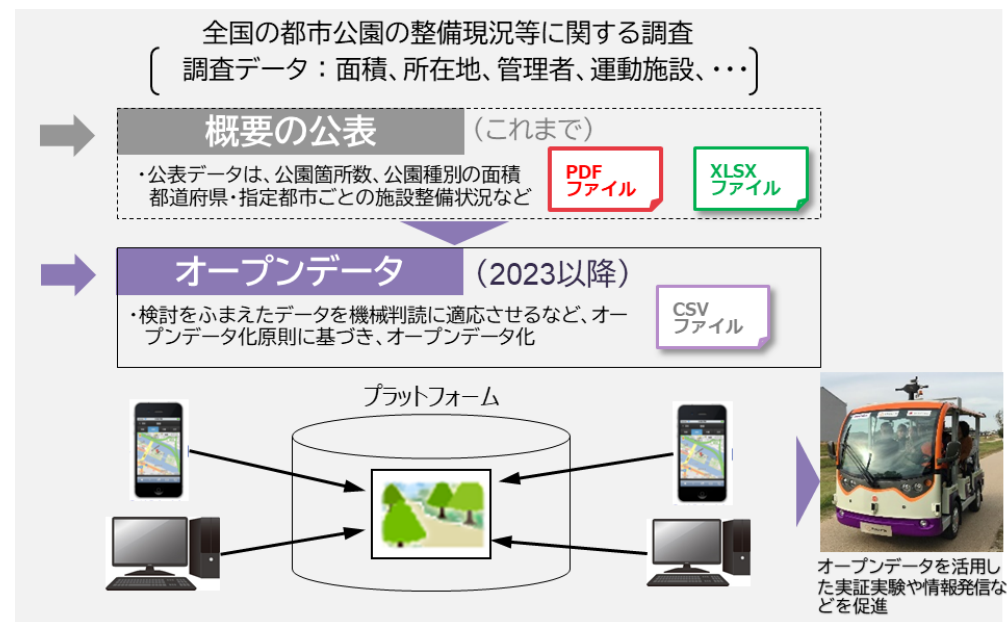 全国の都市公園の整備現況等に関する調査
調査データ：面積、所在地、管理者、運動施設、・・・
概要の公表
（これまで）
・公表データは、公園箇所数、公園種別の面積
都道府県・指定都市ごとの施設整備状況など
PDF
ファイル
XLSX
ファイル
オープンデータ
（2023以降）
・検討をふまえたデータを機械判読に適応させるなど、オー
プンデータ化原則に基づき、オープンデータ化
CSV
ファイル
プラットフォーム
オープンデータを活用し
た実証実験や情報発信な
どを促進